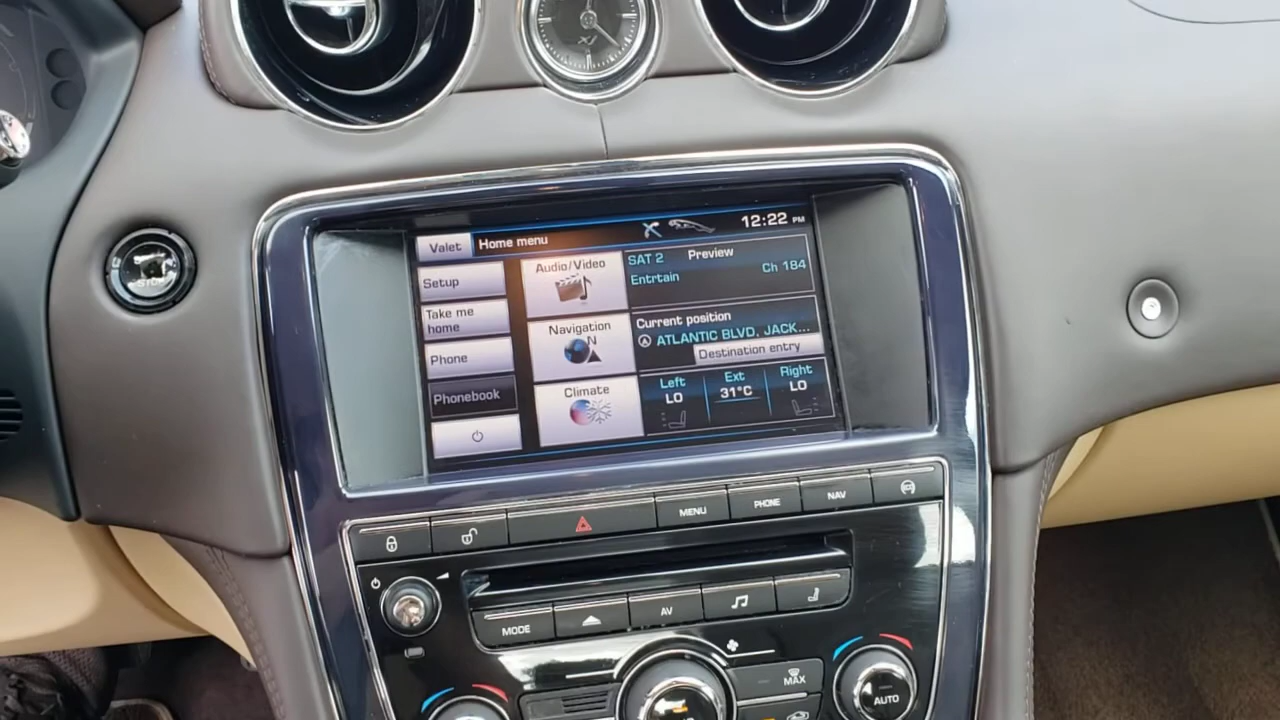 XJ
12:22 PM
Valet
Home menu
Setup
Audio/Video
SAT 2 Preview
Entrtain
Ch 184
Take me
home
Navigation
N
Current position
ATLANTIC BLVD, JACK...
Destination entry
Phone
Phonebook
Climate
Left
LO
Ext
31°C
Right
LO
STOP
MENU
PHONE
NAV
MODE
AV
MAX
AUTO